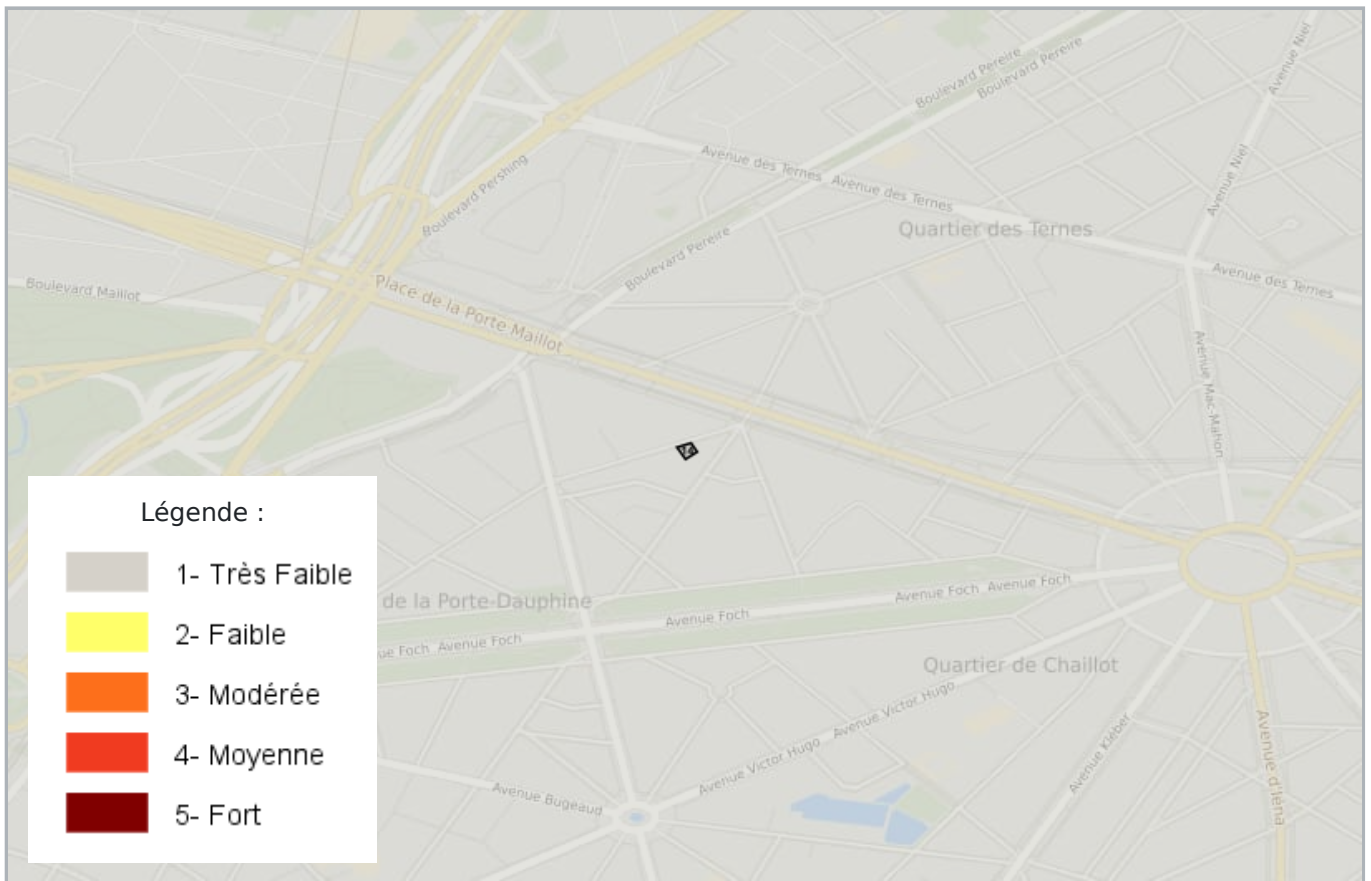 Boulevard Pereire
Boulevard Pereire
Avenue Niel
Avenue des Ternes
Avenue des Ternes
Boulevard Pershing
Avenue Niel
Quartier des Ternes
Boulevard Pereire
Avenue des Ternes
Boulevard Maillot
Place de la Porte Maillot
Avenue Mac-Mahon
Légende :
1- Très Faible
2- Faible
3- Modérée
4- Moyenne
5- Fort
de la Porte-Dauphine
Avenue Foch
Avenue Foch
Avenue Foch
ue Foch
Avenue Foch
Quartier de Chaillot
Avenue Victor Hugo
Avenue Victor Hugo
Avenue Kléber
Avenue d'Iéna
Avenue Bugeaud